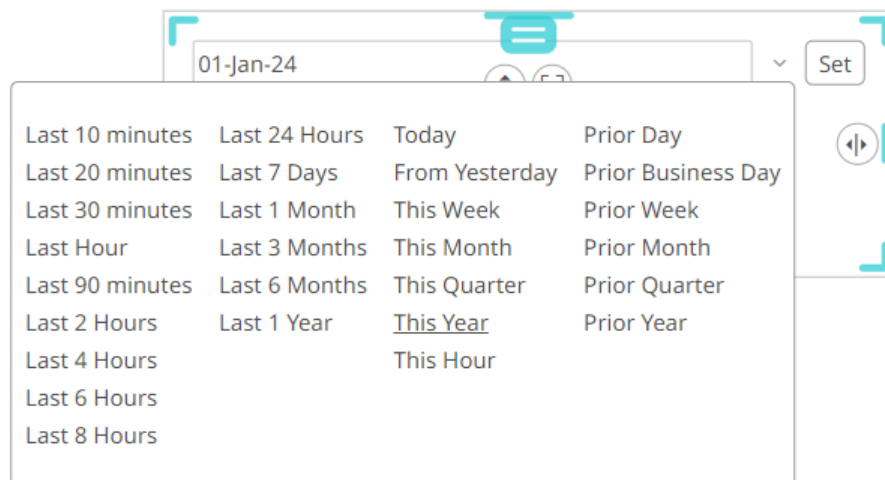 01-Jan-24
Set
Last 10 minutes Last 24 Hours Today Prior Day
Last 20 minutes Last 7 Days From Yesterday Prior Business Day
Last 30 minutes Last 1 Month This Week Prior Week
Last Hour Last 3 Months This Month Prior Month
Last 90 minutes Last 6 Months This Quarter Prior Quarter
Last 2 Hours Last 1 Year This Year Prior Year
Last 4 Hours This Hour
Last 6 Hours
Last 8 Hours